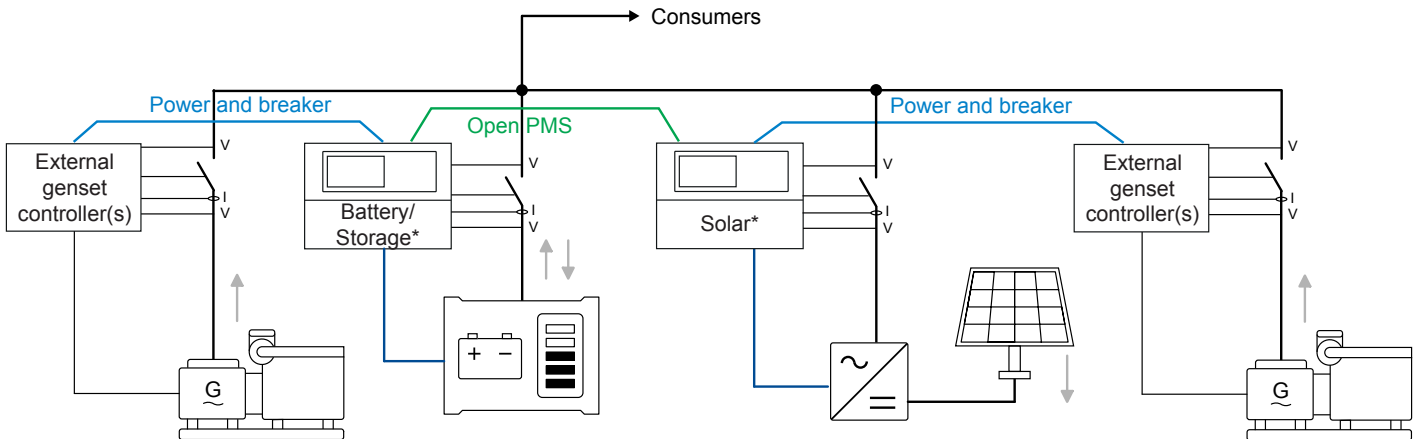 Consumers
Power and breaker
Open PMS
Power and breaker
External
genset
controller(s)
V
I
V
Battery/
Storage*
V
I
V
Solar*
V
I
V
External
genset
controller(s)
V
I
V
G
+ −
G